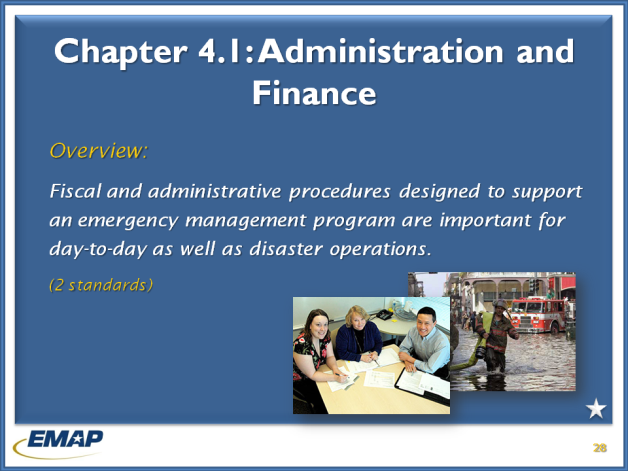 Chapter 4.1: Administration and
Finance
Overview:
Fiscal and administrative procedures designed to support
an emergency management program are important for
day-to-day as well as disaster operations.
(2 standards)
EMAP
28